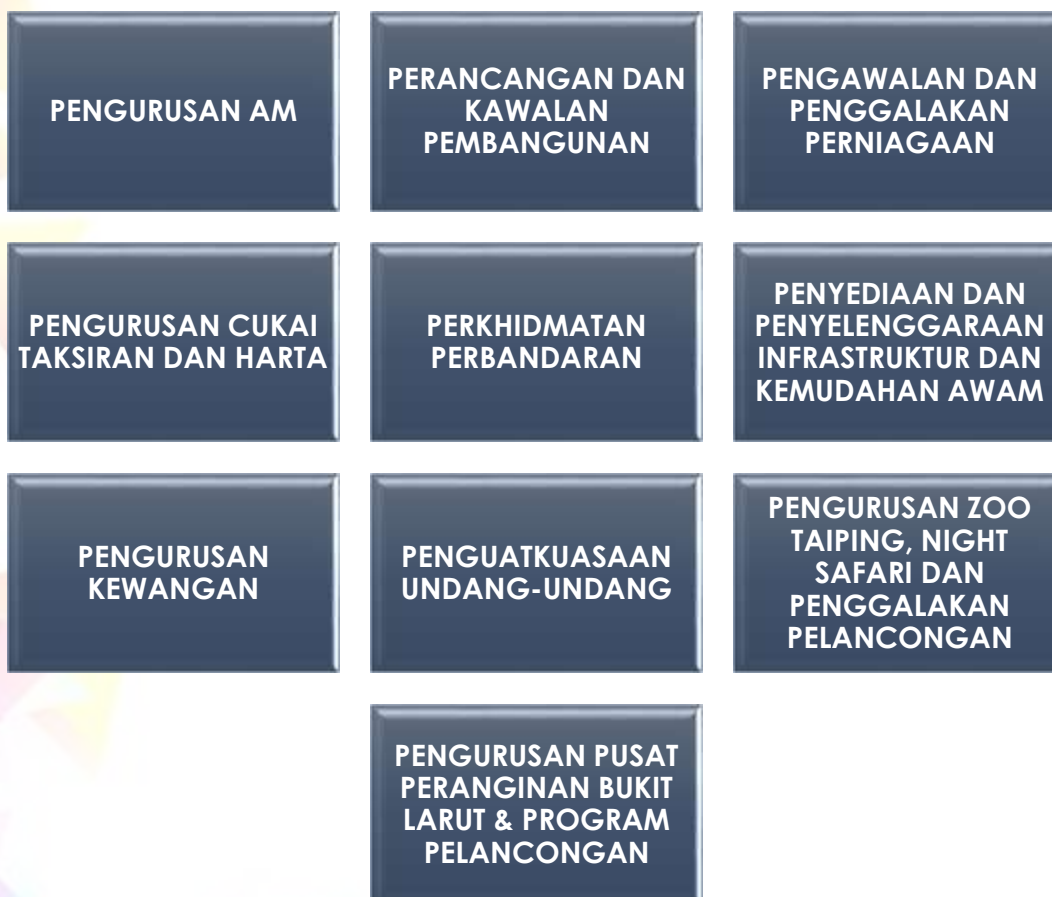 PENGURUSAN AM
PERANCANGAN DAN
KAWALAN
PEMBANGUNAN
PENGAWALAN DAN
PENGGALAKAN
PERNIAGAAN
PENGURUSAN CUKAI
TAKSIRAN DAN HARTA
PERKHIDMATAN
PERBANDARAN
PENYEDIAAN DAN
PENYELENGGARAAN
INFRASTRUKTUR DAN
KEMUDAHAN AWAM
PENGURUSAN
KEWANGAN
PENGUATKUASAAN
UNDANG-UNDANG
PENGURUSAN ZOO
TAIPING, NIGHT
SAFARI DAN
PENGGALAKAN
PELANCONGAN
PENGURUSAN PUSAT
PERANGINAN BUKIT
LARUT & PROGRAM
PELANCONGAN